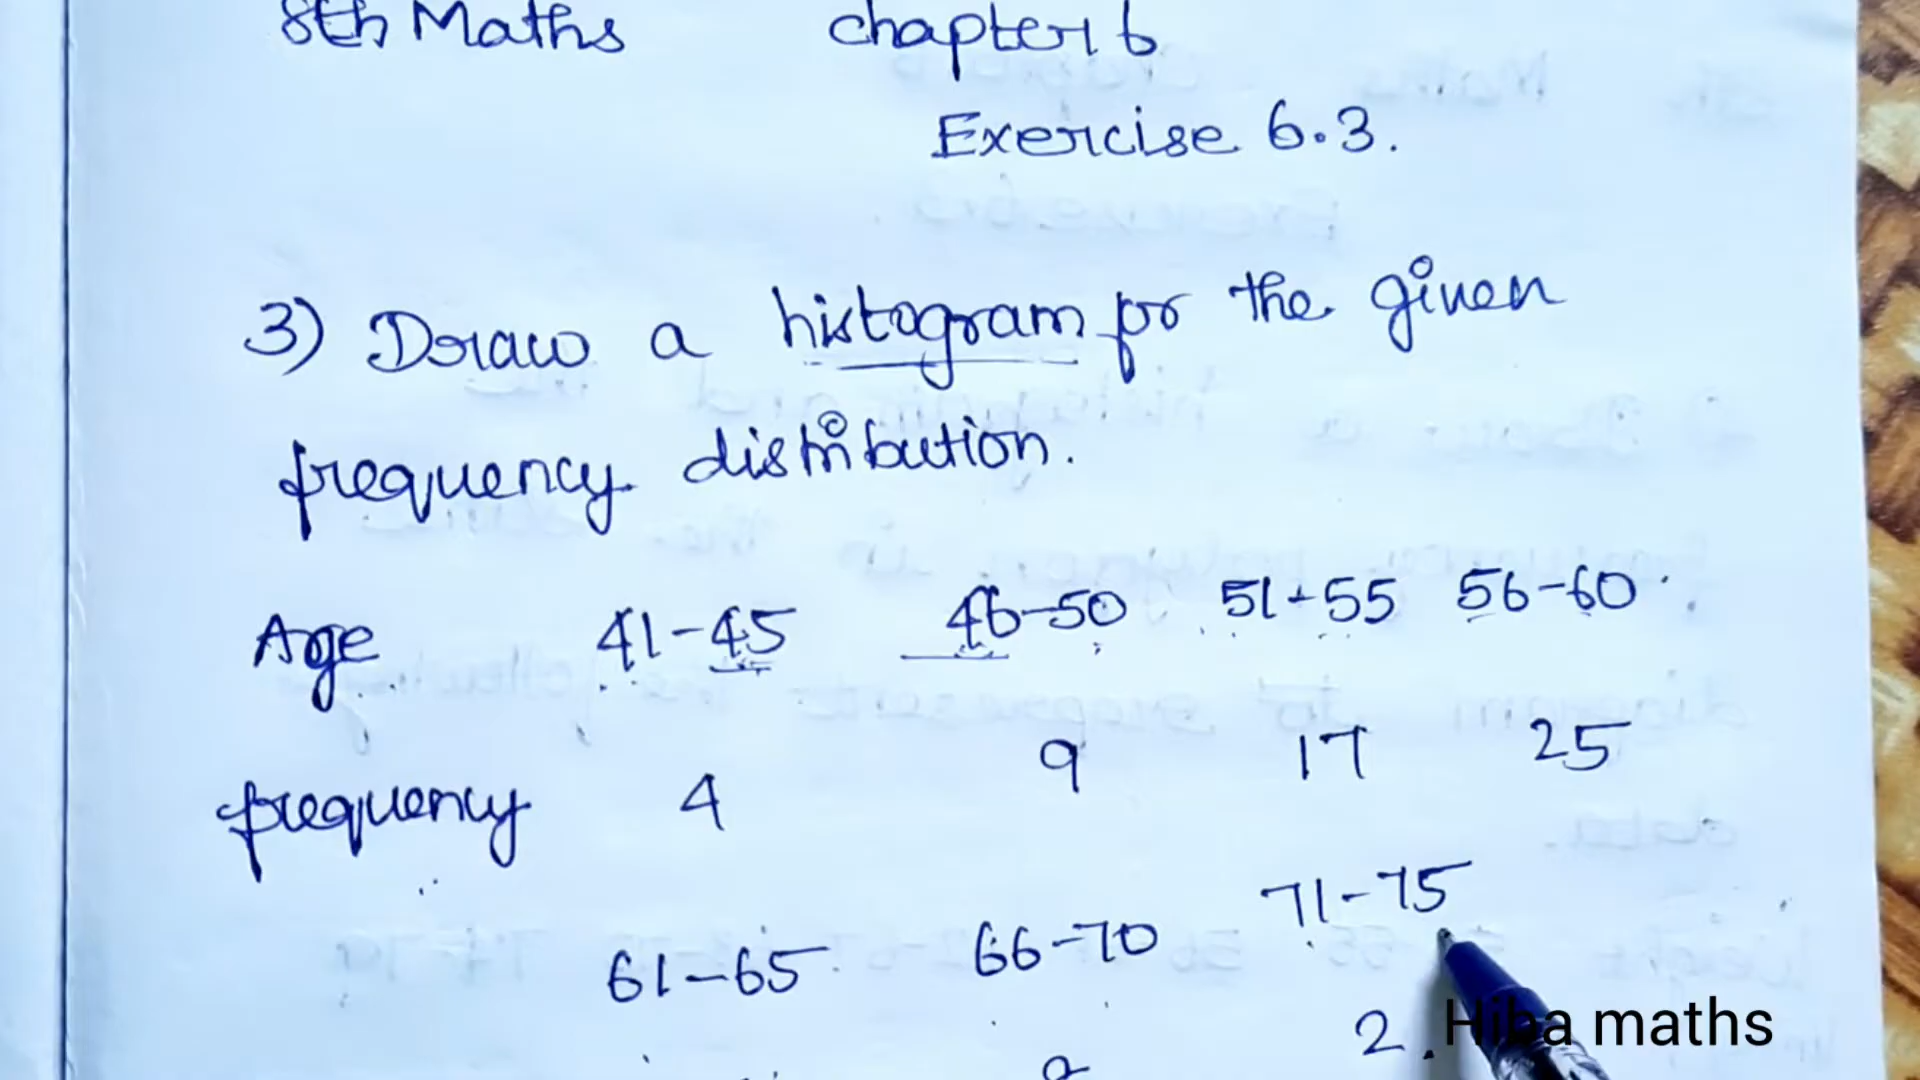 8th Maths chapter 6
Exercise 6.3.
3) Draw a histogram for the given
frequency distribution.
Age 41-45 46-50 51-55 56-60
frequency 4 9 17 25
61-65 66-70 71-75
2
Hiba maths